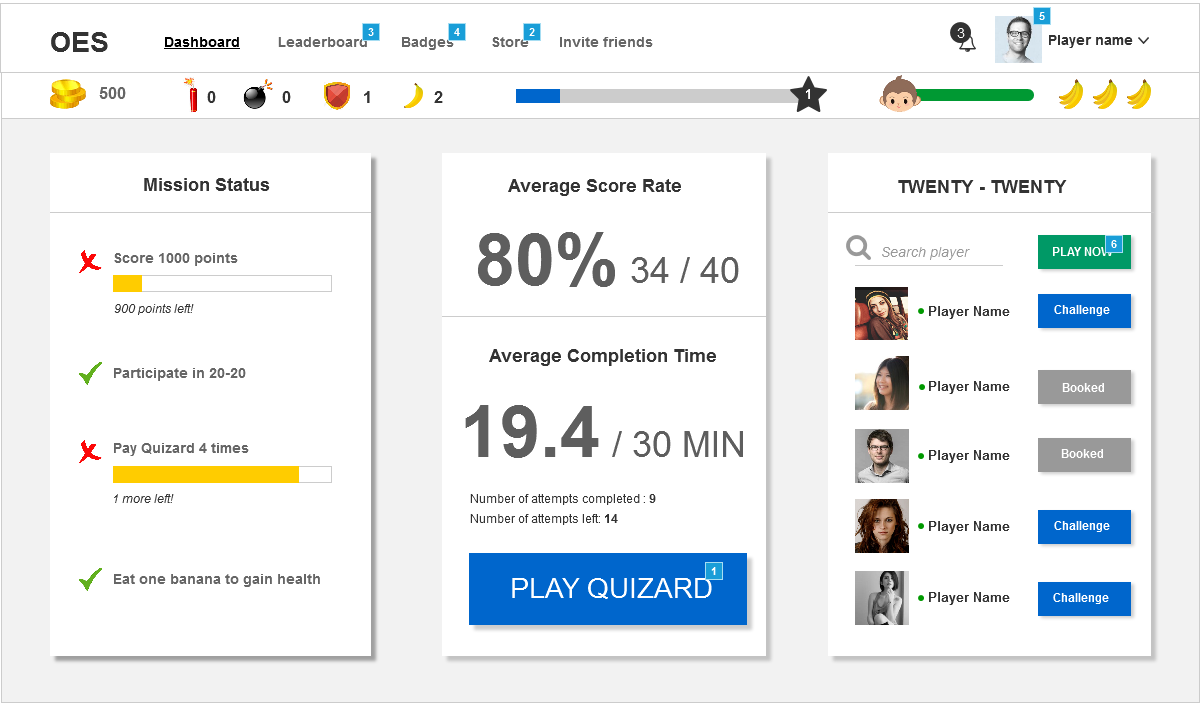 OES
Dashboard
Leaderboard 3
Badges 4
Store 2
Invite friends
3
5
Player name
500
0
0
1
2
1
Mission Status
Score 1000 points
900 points left!
Participate in 20-20
Pay Quizard 4 times
1 more left!
Eat one banana to gain health
Average Score Rate
80% 34 / 40
Average Completion Time
19.4 / 30 MIN
Number of attempts completed : 9
Number of attempts left: 14
PLAY QUIZARD 1
TWENTY - TWENTY
Search player
PLAY NOW 6
Player Name Challenge
Player Name Booked
Player Name Booked
Player Name Challenge
Player Name Challenge